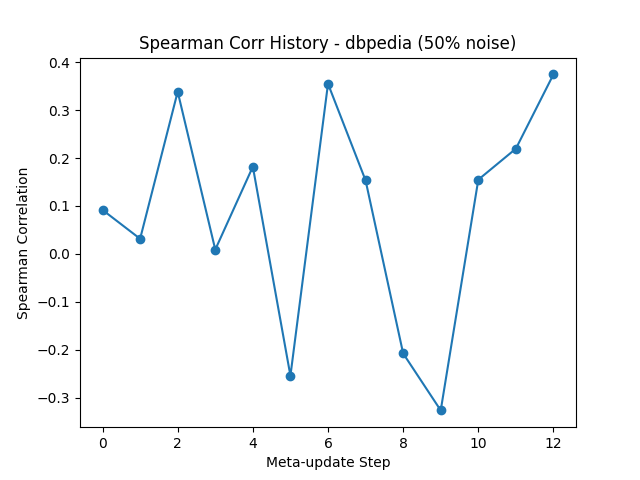 Spearman Corr History - dbpedia (50% noise)
0.4
0.3
0.2
0.1
0.0
−0.1
−0.2
−0.3
Spearman Correlation
0 2 4 6 8 10 12
Meta-update Step